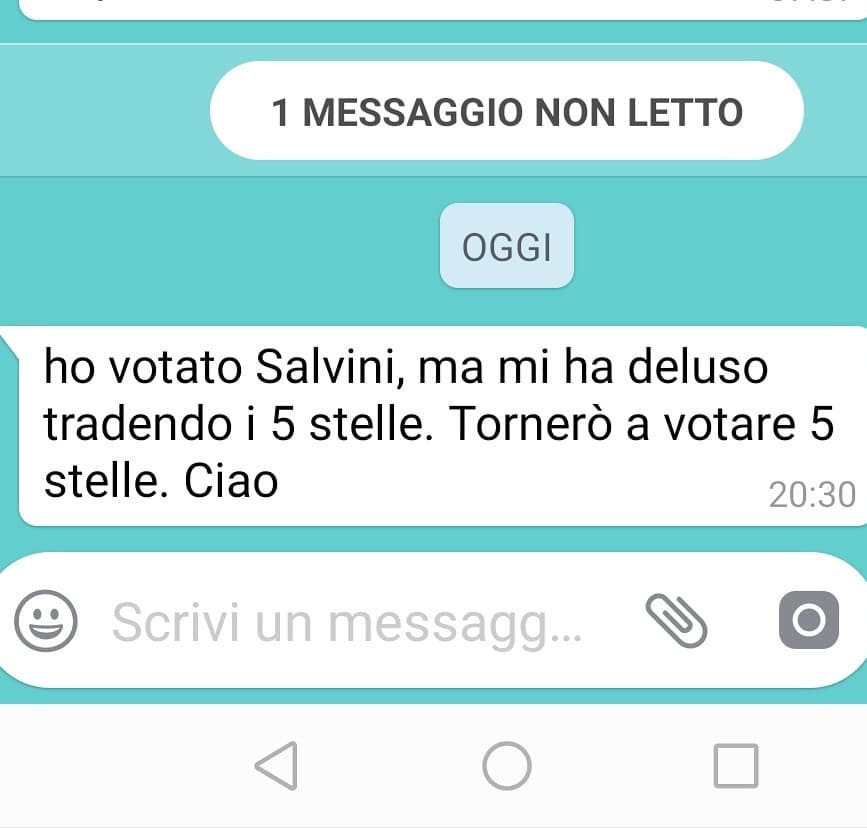 1 MESSAGGIO NON LETTO
OGGI
ho votato Salvini, ma mi ha deluso
tradendo i 5 stelle. Tornerò a votare 5
stelle. Ciao
20:30
Scrivi un messagg...